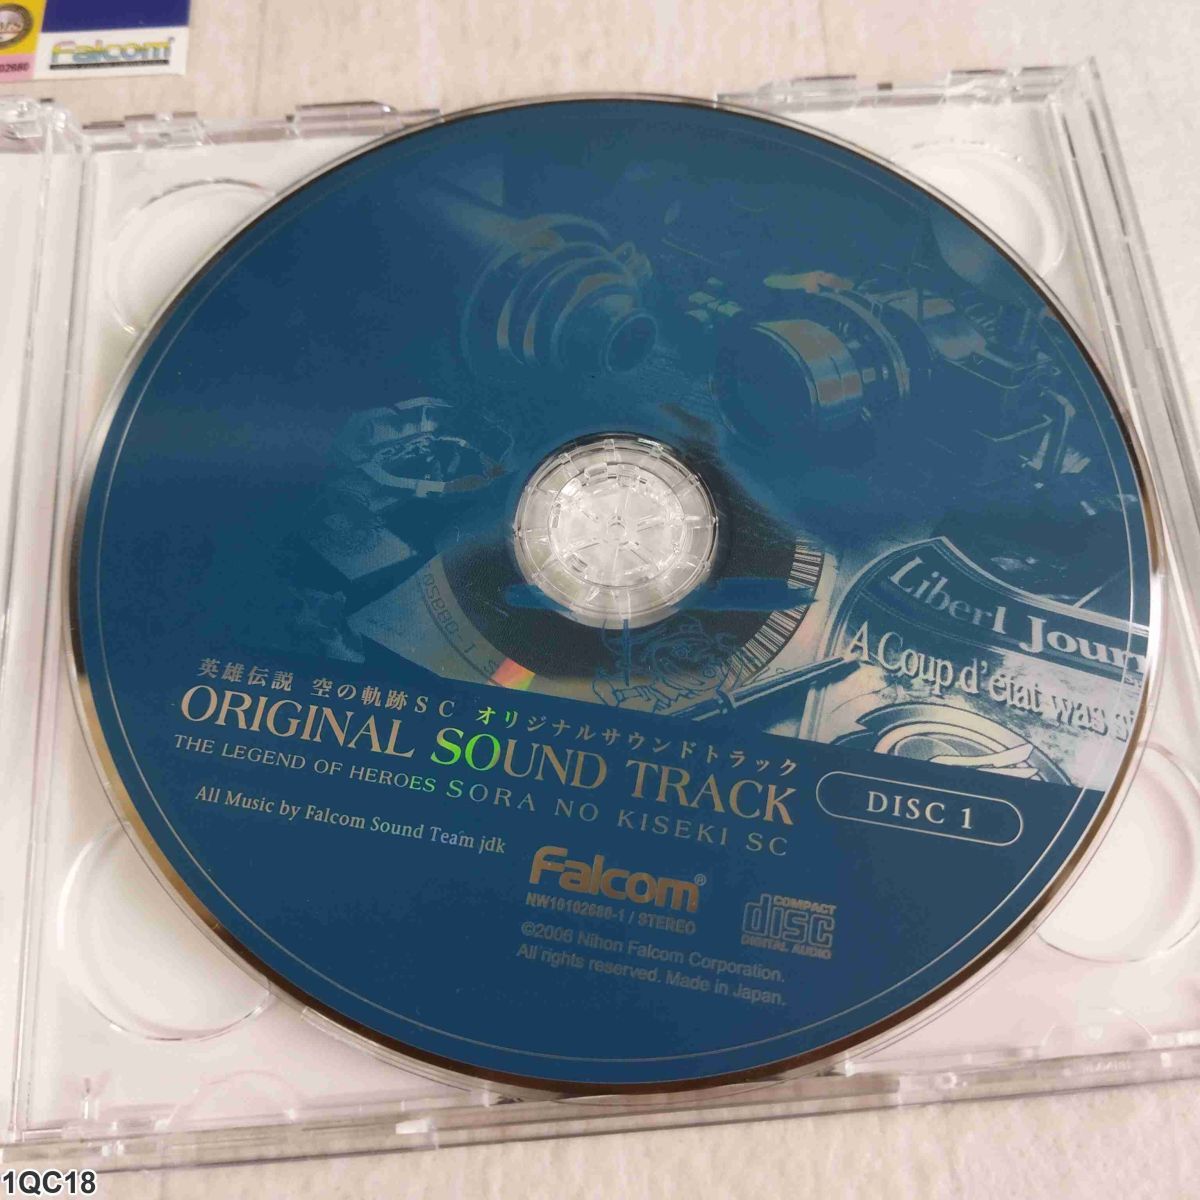 Falcom
02680
Liberl Journ
A Coup d'état was
英雄伝説 空の軌跡SC オリジナルサウンドトラック
ORIGINAL SOUND TRACK
THE LEGEND OF HEROES SORA NO KISEKI SC
DISC 1
All Music by Falcom Sound Team jdk
Falcom®
NW10102680-1 / STEREO
COMPACT
disc
DIGITAL AUDIO
©2006 Nihon Falcom Corporation.
All rights reserved. Made in Japan.
1QC18